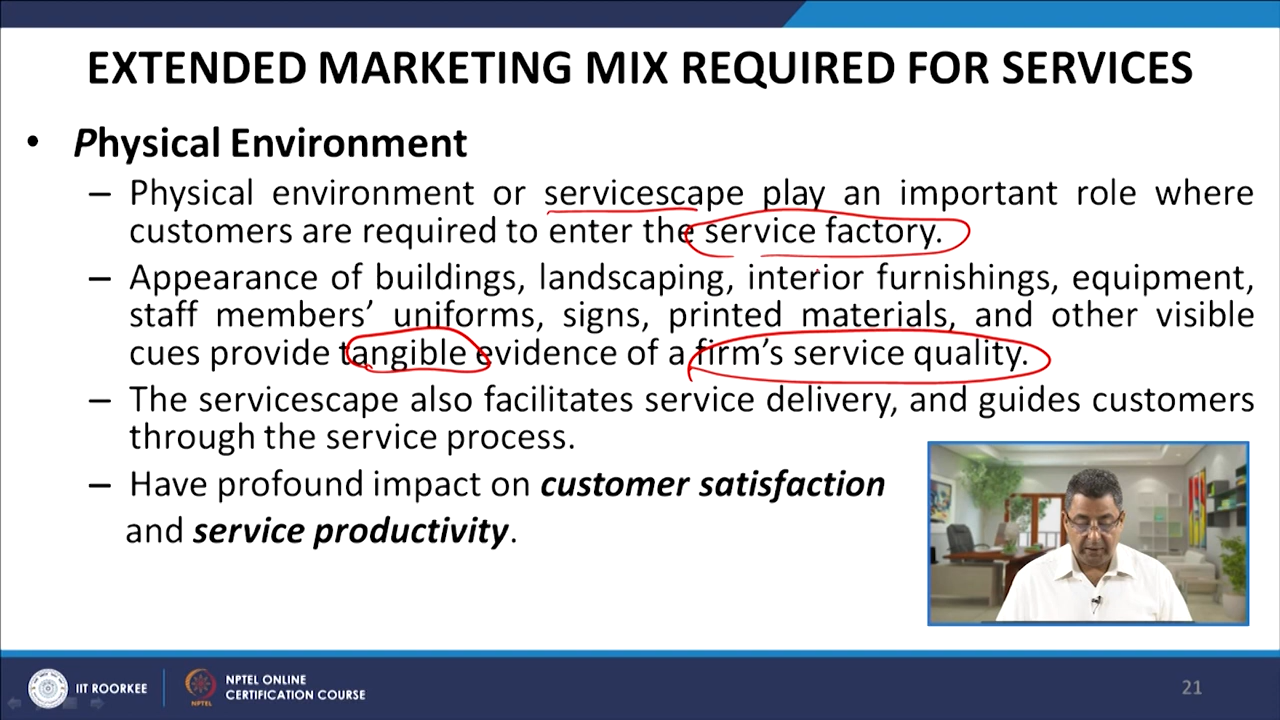 EXTENDED MARKETING MIX REQUIRED FOR SERVICES
• Physical Environment
– Physical environment or servicescape play an important role where
customers are required to enter the service factory.
– Appearance of buildings, landscaping, interior furnishings, equipment,
staff members’ uniforms, signs, printed materials, and other visible
cues provide tangible evidence of a firm’s service quality.
– The servicescape also facilitates service delivery, and guides customers
through the service process.
– Have profound impact on customer satisfaction
and service productivity.
IIT ROORKEE
NPTEL
NPTEL ONLINE
CERTIFICATION COURSE
21